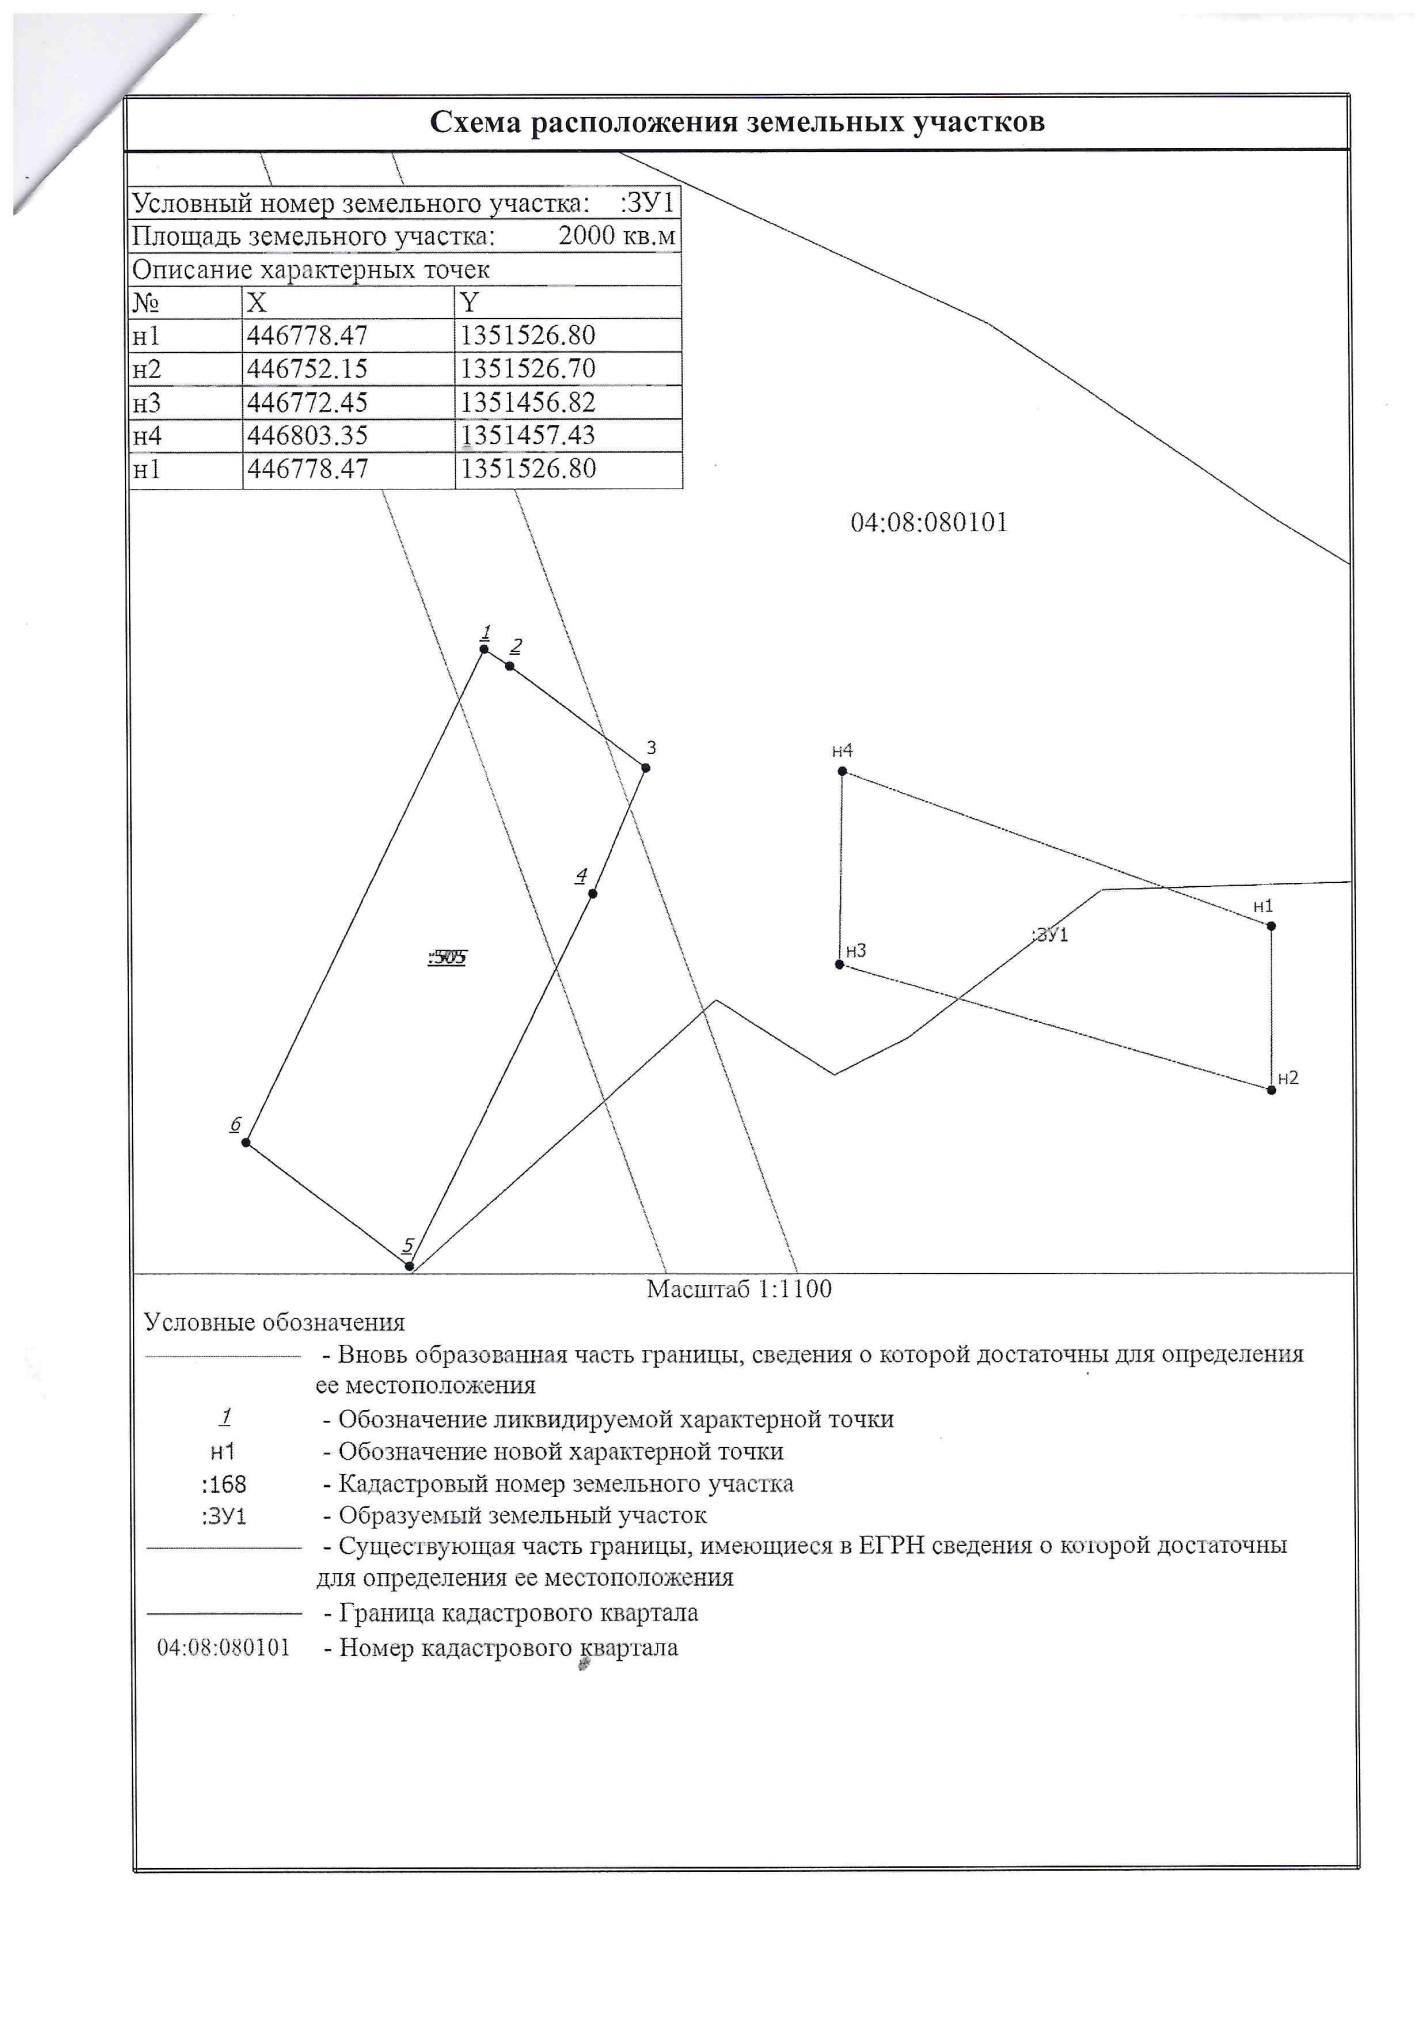 Схема расположения земельных участков
Условный номер земельного участка: :ЗУ1
Площадь земельного участка: 2000 кв.м
Описание характерных точек
№ X Y
н1 446778.47 1351526.80
н2 446752.15 1351526.70
н3 446772.45 1351456.82
н4 446803.35 1351457.43
н1 446778.47 1351526.80
04:08:080101
1
2
3
н4
4
н1
:ЗУ1
н3
:505
н2
6
5
Масштаб 1:1100
Условные обозначения
- Вновь образованная часть границы, сведения о которой достаточны для определения
ее местоположения
1 - Обозначение ликвидируемой характерной точки
н1 - Обозначение новой характерной точки
:168 - Кадастровый номер земельного участка
:ЗУ1 - Образуемый земельный участок
- Существующая часть границы, имеющиеся в ЕГРН сведения о которой достаточны
для определения ее местоположения
- Граница кадастрового квартала
04:08:080101 - Номер кадастрового квартала